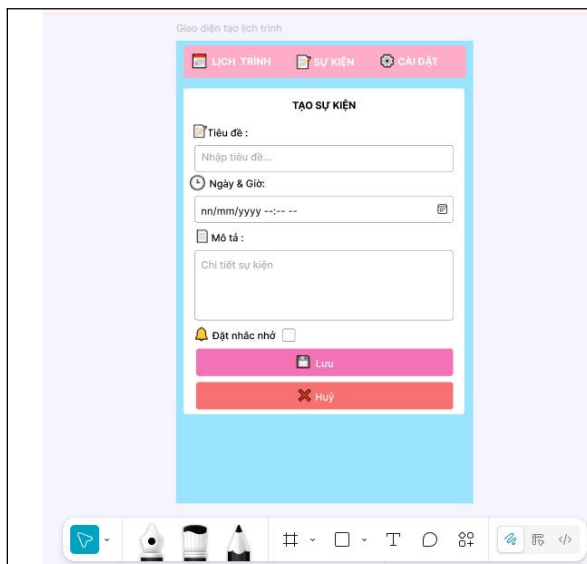 Giao diện tạo lịch trình
LỊCH TRÌNH SỰ KIỆN CÀI ĐẶT
TẠO SỰ KIỆN
Tiêu đề :
Nhập tiêu đề...
Ngày & Giờ:
nn/mm/yyyy --:-- --
Mô tả :
Chi tiết sự kiện
Đặt nhắc nhở
Lưu
Huỷ